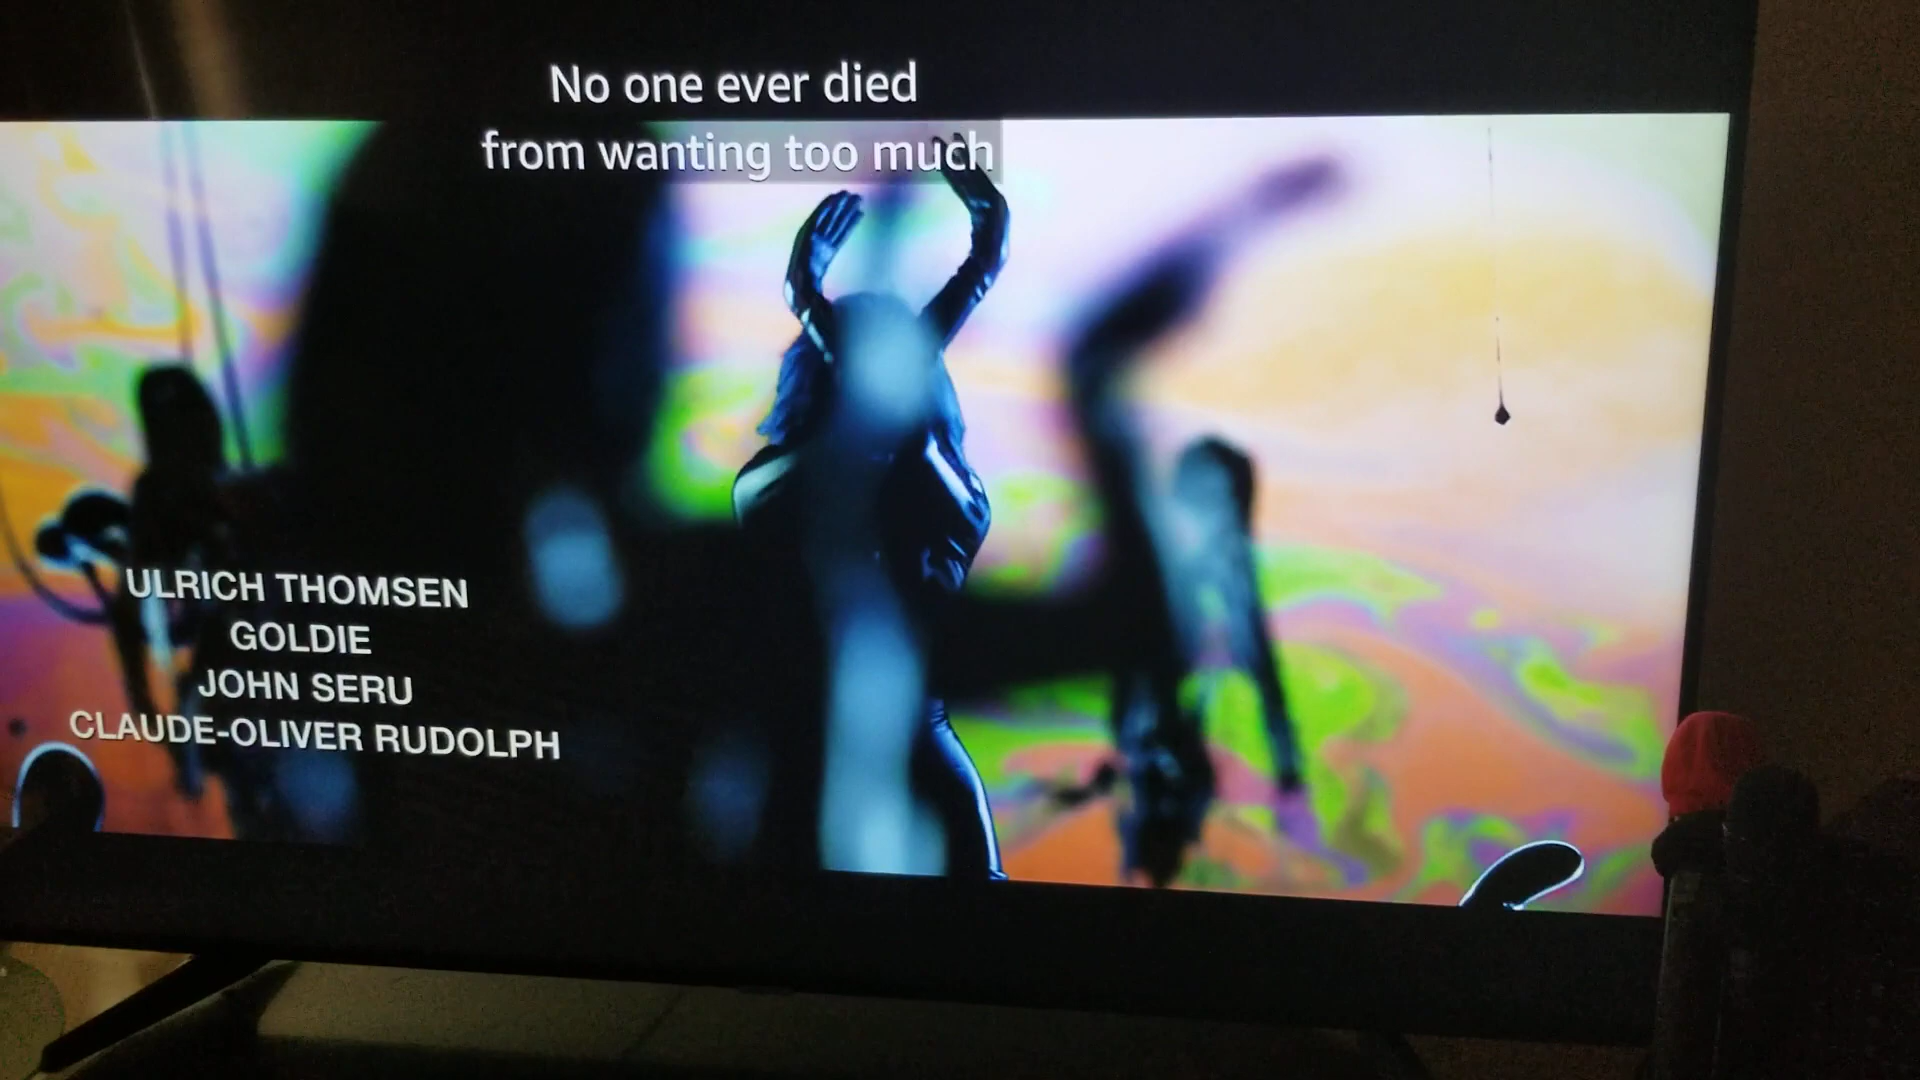 No one ever died
from wanting too much
ULRICH THOMSEN
GOLDIE
JOHN SERU
CLAUDE-OLIVER RUDOLPH